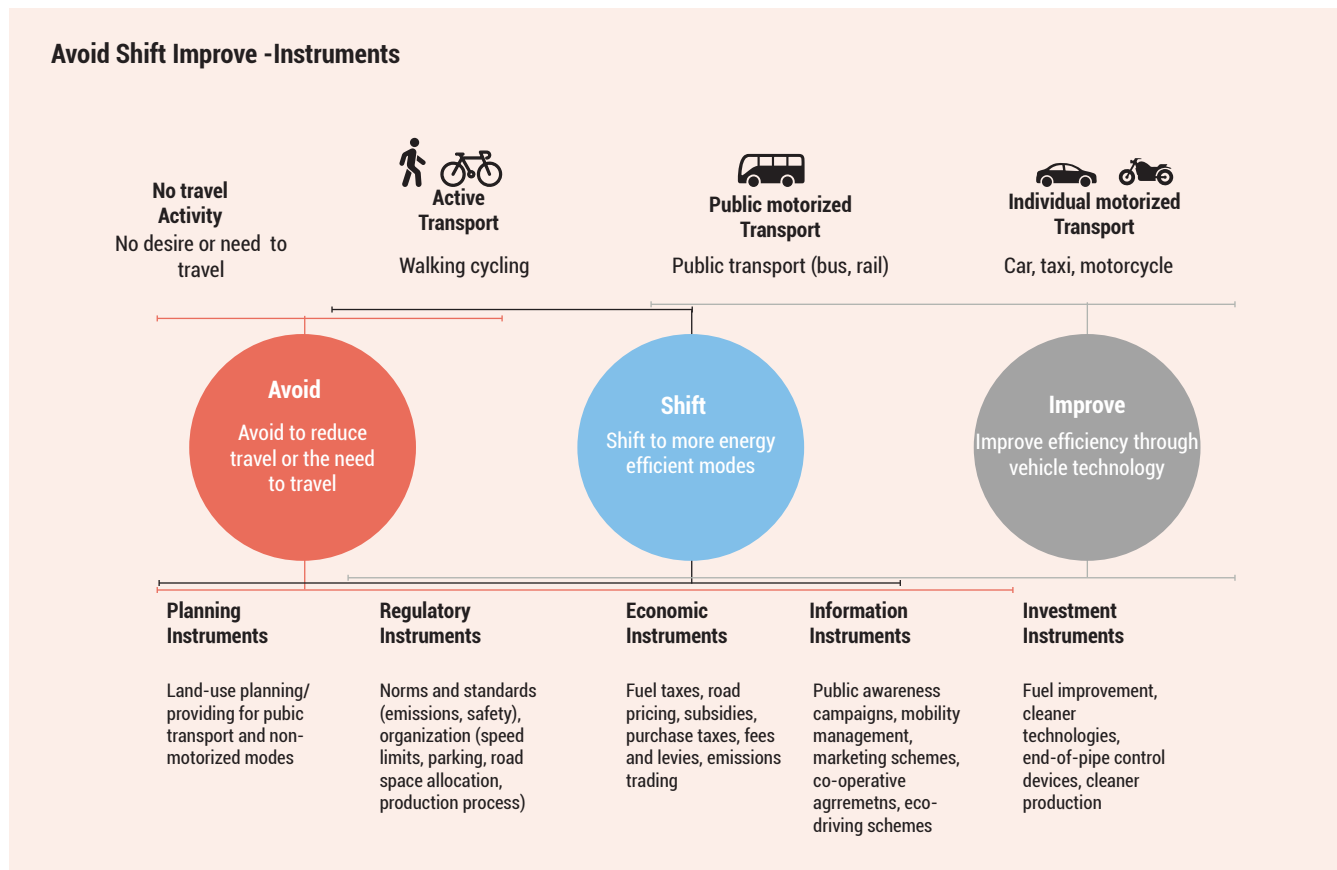 Avoid Shift Improve -Instruments
No travel
Activity
No desire or need to
travel
Active
Transport
Walking cycling
Public motorized
Transport
Public transport (bus, rail)
Individual motorized
Transport
Car, taxi, motorcycle
Avoid
Avoid to reduce
travel or the need
to travel
Shift
Shift to more energy
efficient modes
Improve
Improve efficiency through
vehicle technology
Planning
Instruments
Land-use planning/
providing for pubic
transport and non-
motorized modes
Regulatory
Instruments
Norms and standards
(emissions, safety),
organization (speed
limits, parking, road
space allocation,
production process)
Economic
Instruments
Fuel taxes, road
pricing, subsidies,
purchase taxes, fees
and levies, emissions
trading
Information
Instruments
Public awareness
campaigns, mobility
management,
marketing schemes,
co-operative
agrremetns, eco-
driving schemes
Investment
Instruments
Fuel improvement,
cleaner
technologies,
end-of-pipe control
devices, cleaner
production